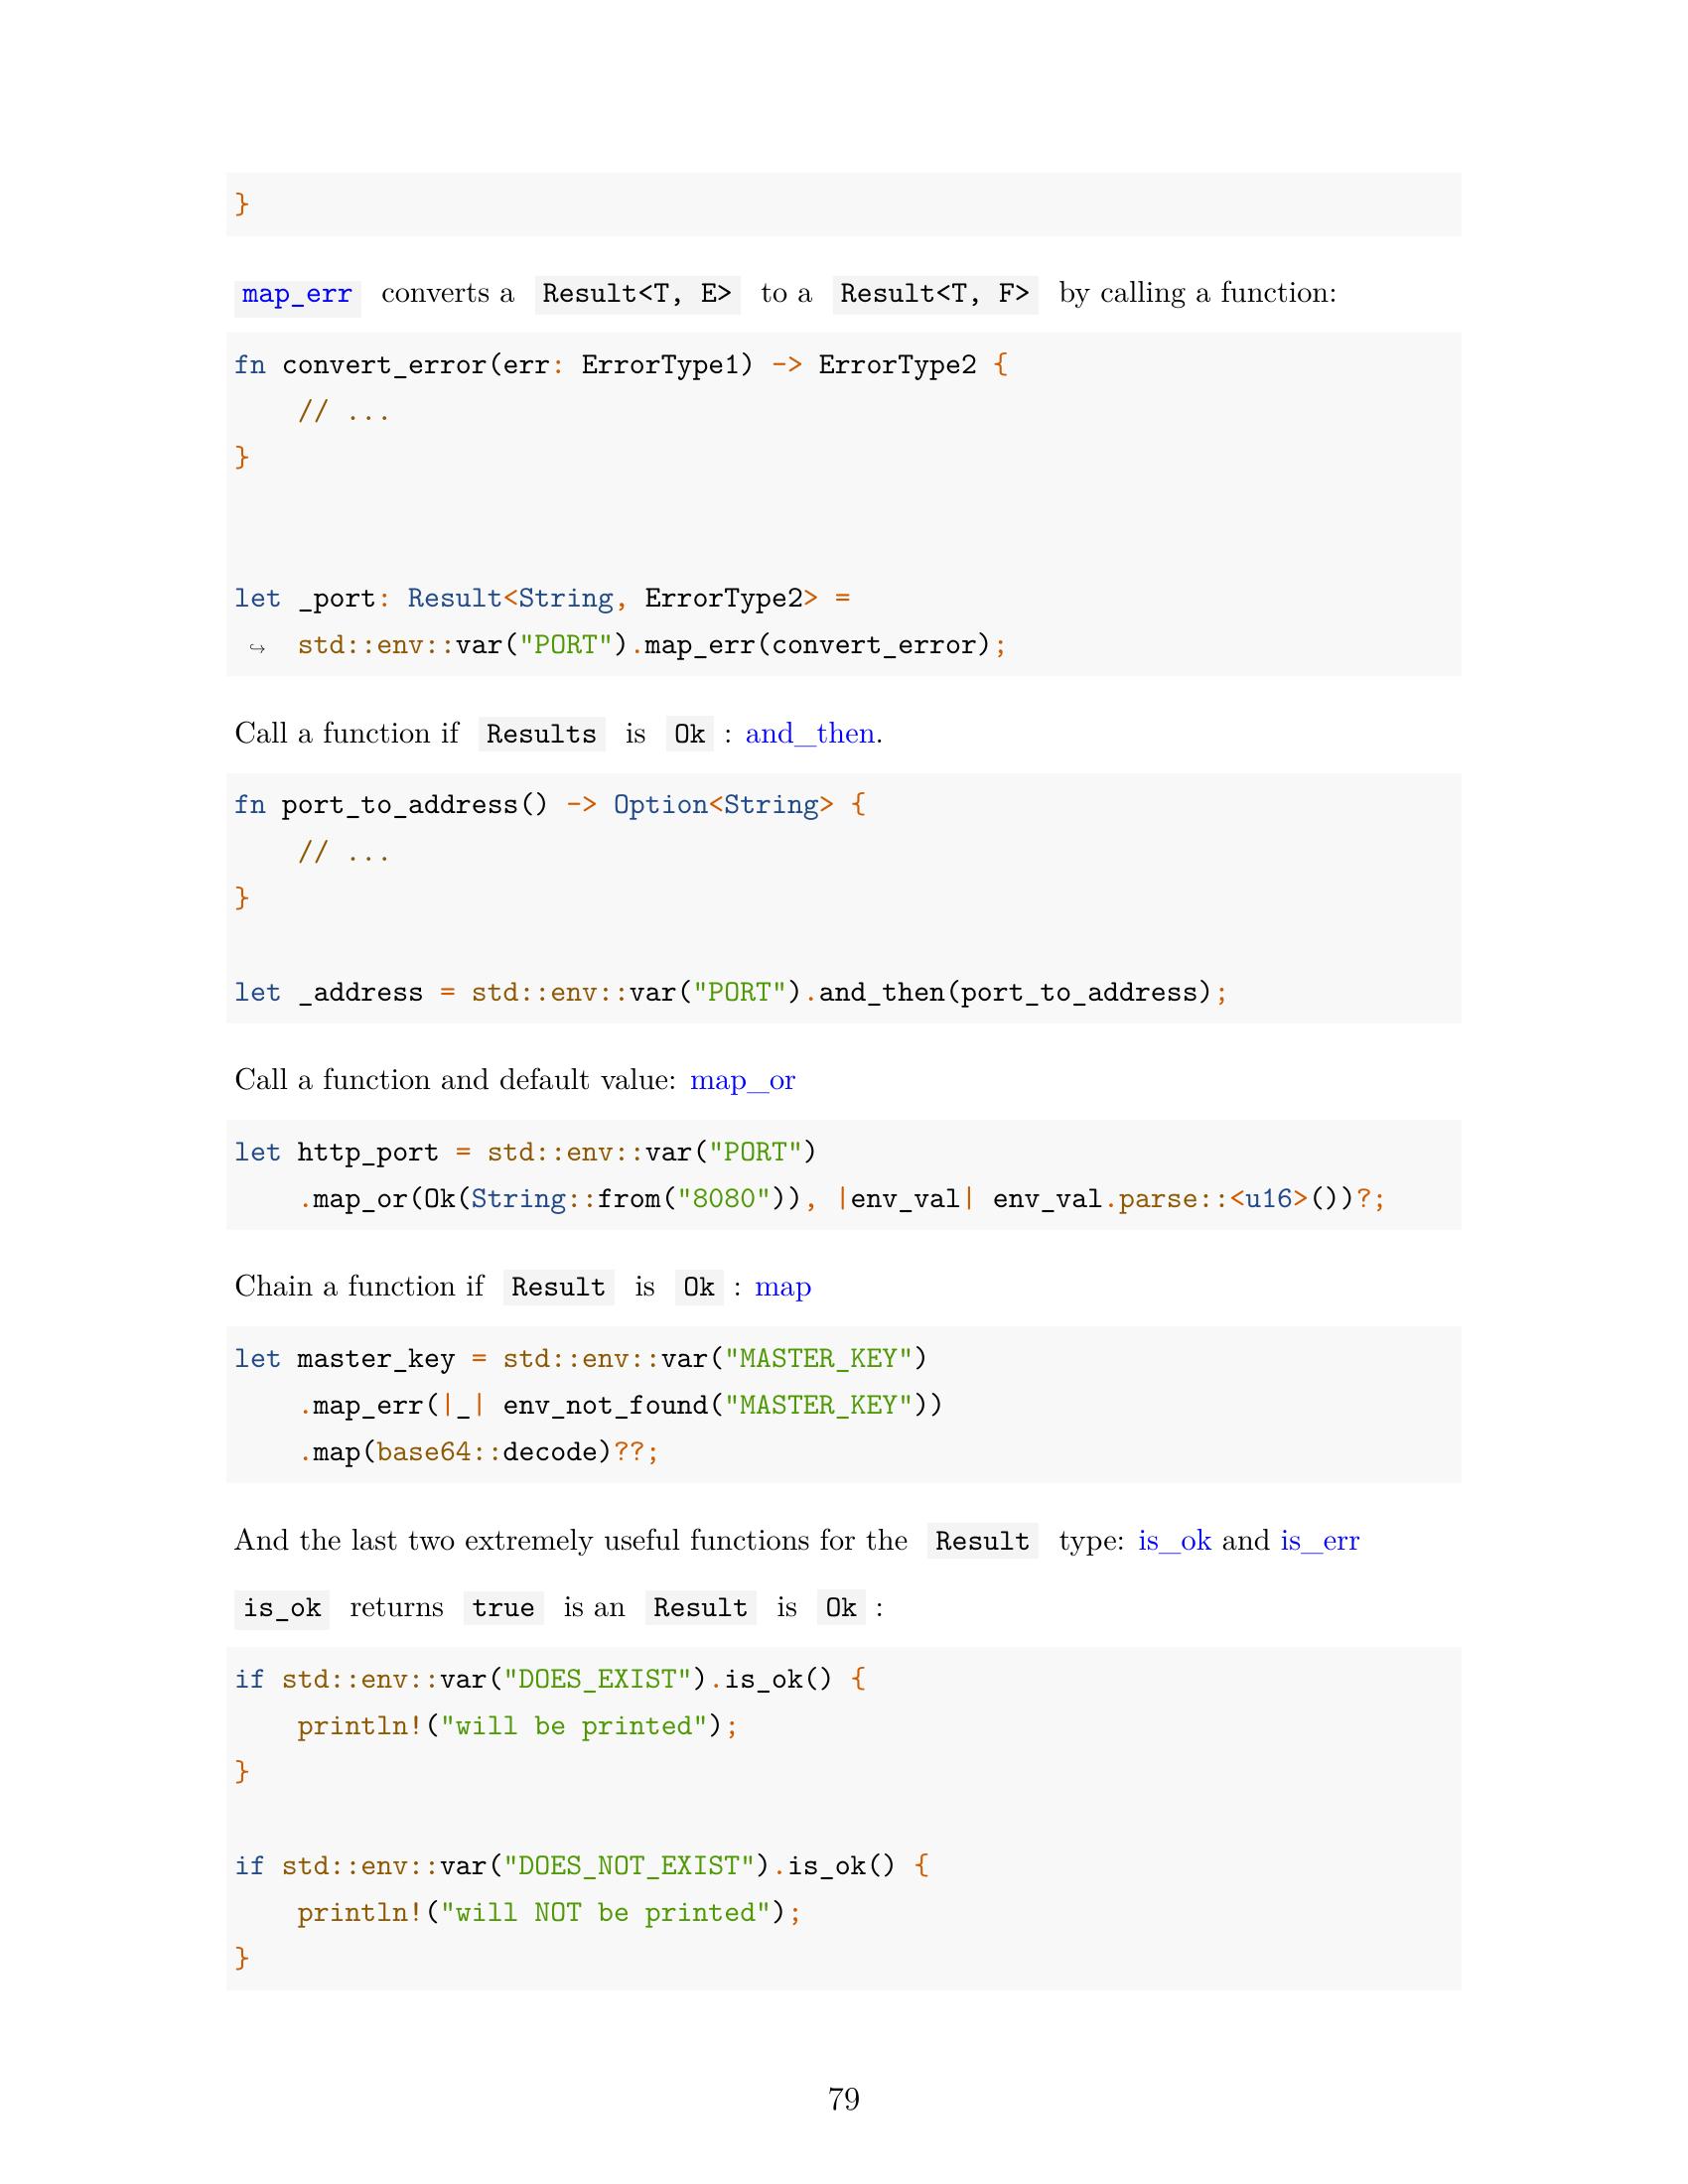 }
map_err converts a Result<T, E> to a Result<T, F> by calling a function:
fn convert_error(err: ErrorType1) -> ErrorType2 {
    // ...
}
let _port: Result<String, ErrorType2> =
↪ std::env::var("PORT").map_err(convert_error);
Call a function if Results is Ok : and_then.
fn port_to_address() -> Option<String> {
    // ...
}
let _address = std::env::var("PORT").and_then(port_to_address);
Call a function and default value: map_or
let http_port = std::env::var("PORT")
    .map_or(Ok(String::from("8080")), |env_val| env_val.parse::<u16>())?;
Chain a function if Result is Ok : map
let master_key = std::env::var("MASTER_KEY")
    .map_err(|_| env_not_found("MASTER_KEY"))
    .map(base64::decode)??;
And the last two extremely useful functions for the Result type: is_ok and is_err
is_ok returns true is an Result is Ok :
if std::env::var("DOES_EXIST").is_ok() {
    println!("will be printed");
}
if std::env::var("DOES_NOT_EXIST").is_ok() {
    println!("will NOT be printed");
}
79